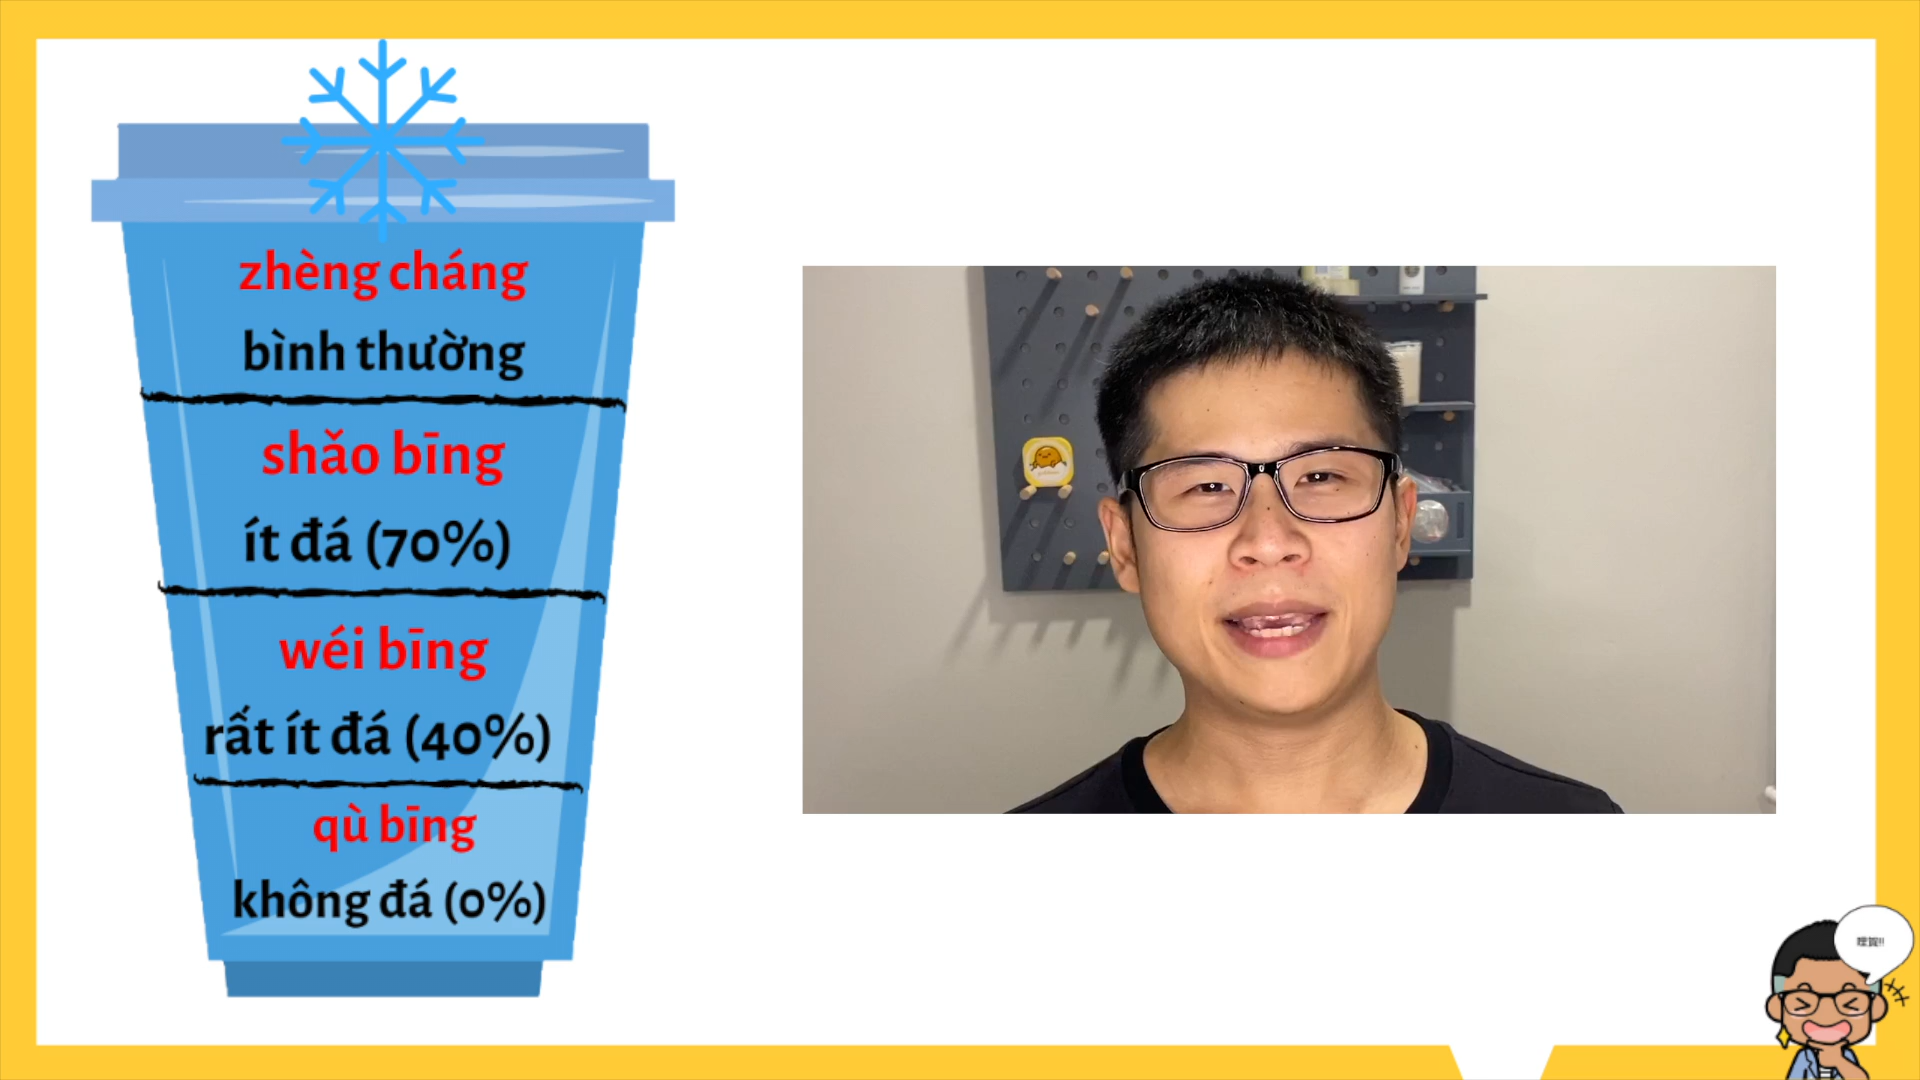 zhèng cháng
bình thường
shǎo bīng
ít đá (70%)
wéi bīng
rất ít đá (40%)
qù bīng
không đá (0%)